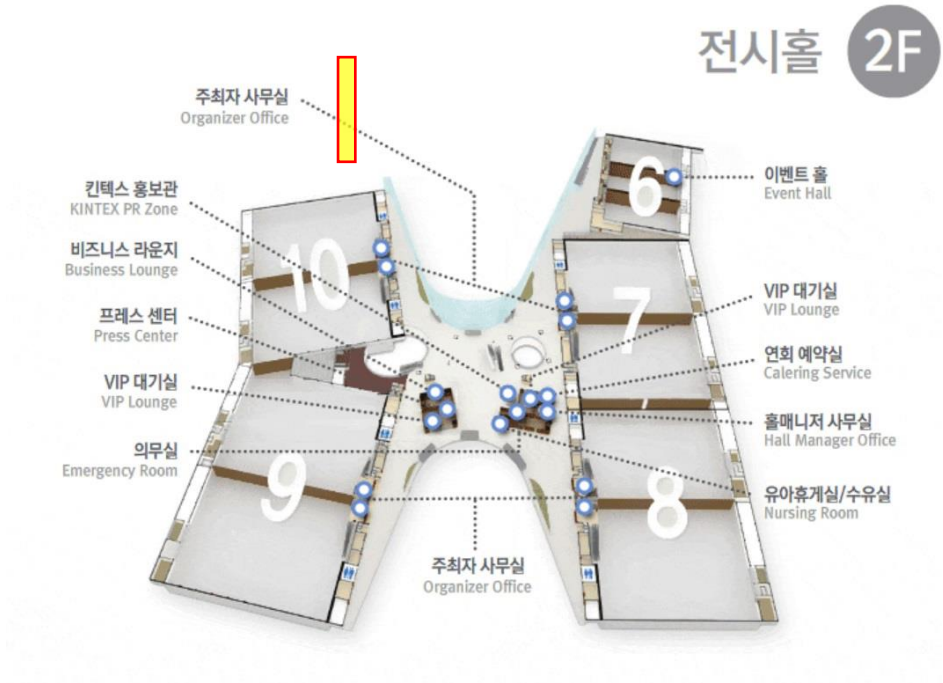 전시홀 2F
주최자 사무실
Organizer Office
킨텍스 홍보관
KINTEX PR Zone
비즈니스 라운지
Business Lounge
프레스 센터
Press Center
VIP 대기실
VIP Lounge
의무실
Emergency Room
이벤트 홀
Event Hall
VIP 대기실
VIP Lounge
연회 예약실
Calering Service
홀매니저 사무실
Hall Manager Office
유아휴게실/수유실
Nursing Room
주최자 사무실
Organizer Office
6
10
7
9
8